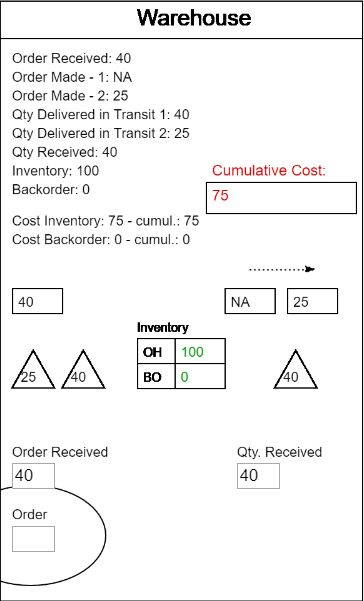 Warehouse
Order Received: 40
Order Made - 1: NA
Order Made - 2: 25
Qty Delivered in Transit 1: 40
Qty Delivered in Transit 2: 25
Qty Received: 40
Inventory: 100
Backorder: 0
Cumulative Cost:
75
Cost Inventory: 75 - cumul.: 75
Cost Backorder: 0 - cumul.: 0
40 NA 25
Inventory
OH 100
BO 0
25 40 40
Order Received Qty. Received
40 40
Order